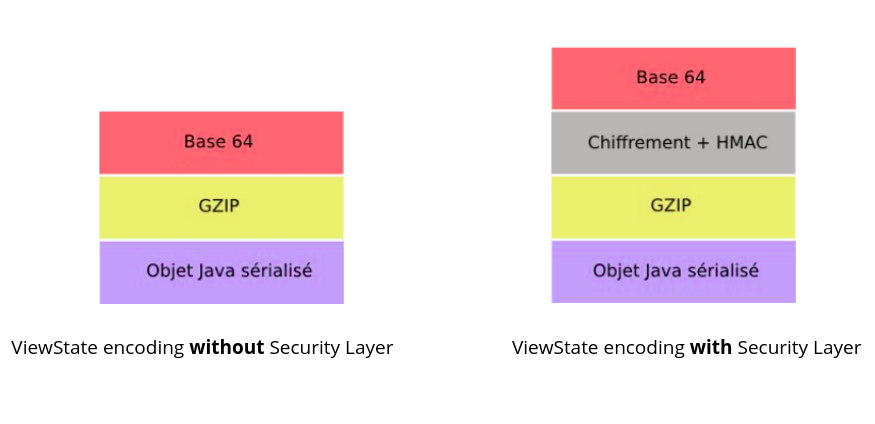 Base 64
GZIP
Objet Java sérialisé
ViewState encoding without Security Layer
Base 64
Chiffrement + HMAC
GZIP
Objet Java sérialisé
ViewState encoding with Security Layer